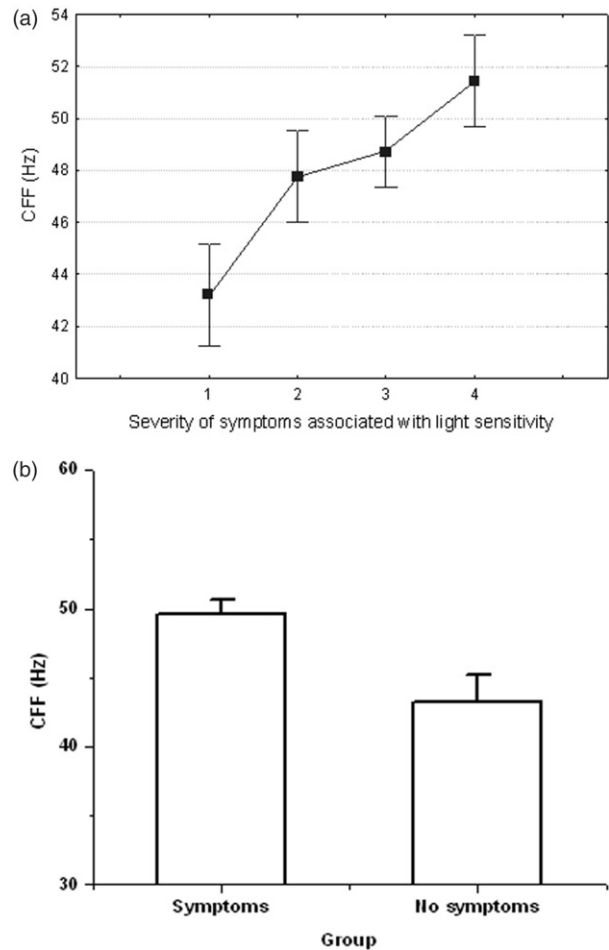 (a)
54
52
50
48
46
44
42
40
CFF (Hz)
1 2 3 4
Severity of symptoms associated with light sensitivity
(b)
60
50
40
30
CFF (Hz)
Symptoms No symptoms
Group